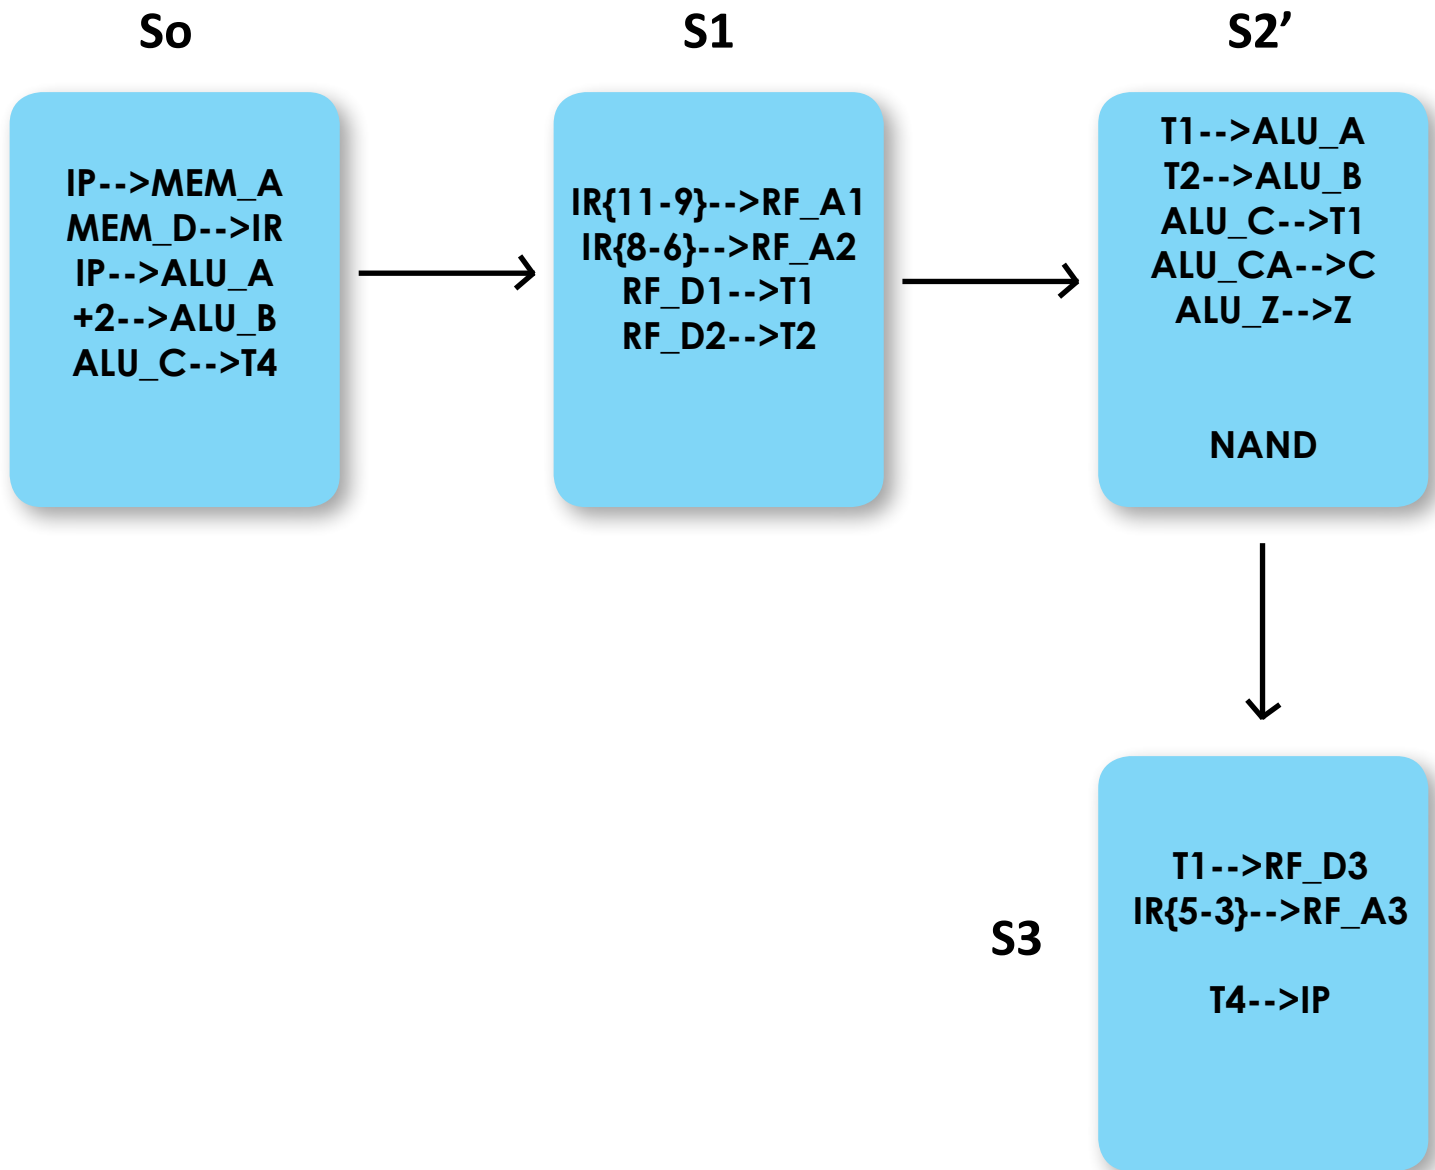 So
S1
S2’
IP-->MEM_A
MEM_D-->IR
IP-->ALU_A
+2-->ALU_B
ALU_C-->T4
IR{11-9}-->RF_A1
IR{8-6}-->RF_A2
RF_D1-->T1
RF_D2-->T2
T1-->ALU_A
T2-->ALU_B
ALU_C-->T1
ALU_CA-->C
ALU_Z-->Z
NAND
S3
T1-->RF_D3
IR{5-3}-->RF_A3
T4-->IP